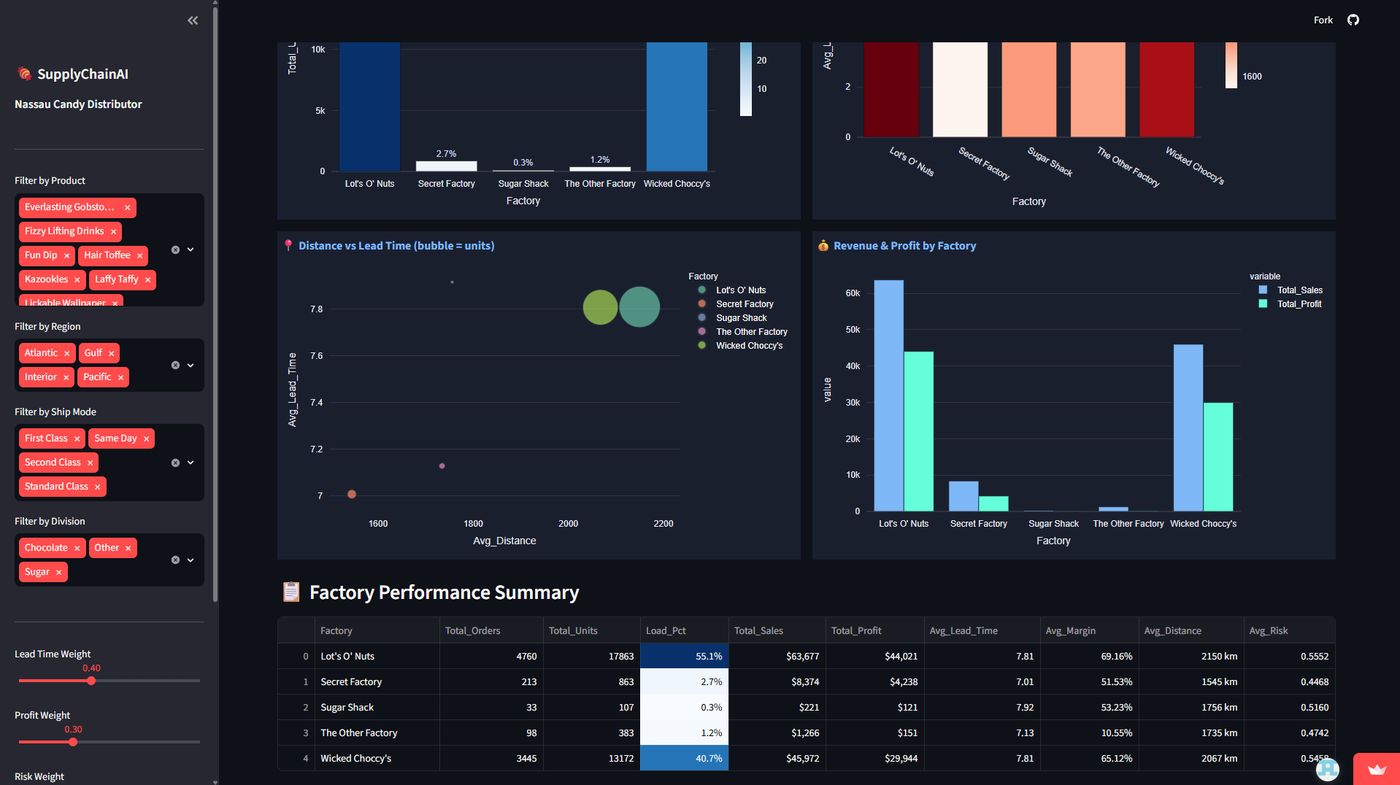 Fork
SupplyChainAI
Nassau Candy Distributor
Filter by Product
Everlasting Gobsto... ×
Fizzy Lifting Drinks ×
Fun Dip × Hair Toffee ×
Kazookles × Laffy Taffy ×
Lickable Wallpaper ×
Filter by Region
Atlantic × Gulf ×
Interior × Pacific ×
Filter by Ship Mode
First Class × Same Day ×
Second Class ×
Standard Class ×
Filter by Division
Chocolate × Other ×
Sugar ×
Lead Time Weight
0.40
Profit Weight
0.30
Risk Weight
10k
5k
0
2.7%
0.3%
1.2%
Lot's O' Nuts Secret Factory Sugar Shack The Other Factory Wicked Choccy's
Factory
20
10
2
0
Lot's O' Nuts Secret Factory Sugar Shack The Other Factory Wicked Choccy's
Factory
1600
Distance vs Lead Time (bubble = units)
Avg_Lead_Time
7.8
7.6
7.4
7.2
7
1600 1800 2000 2200
Avg_Distance
Factory
Lot's O' Nuts
Secret Factory
Sugar Shack
The Other Factory
Wicked Choccy's
Revenue & Profit by Factory
value
60k
50k
40k
30k
20k
10k
0
Lot's O' Nuts Secret Factory Sugar Shack The Other Factory Wicked Choccy's
Factory
variable
Total_Sales
Total_Profit
Factory Performance Summary
Factory Total_Orders Total_Units Load_Pct Total_Sales Total_Profit Avg_Lead_Time Avg_Margin Avg_Distance Avg_Risk
0 Lot's O' Nuts 4760 17863 55.1% $63,677 $44,021 7.81 69.16% 2150 km 0.5552
1 Secret Factory 213 863 2.7% $8,374 $4,238 7.01 51.53% 1545 km 0.4468
2 Sugar Shack 33 107 0.3% $221 $121 7.92 53.23% 1756 km 0.5160
3 The Other Factory 98 383 1.2% $1,266 $151 7.13 10.55% 1735 km 0.4742
4 Wicked Choccy's 3445 13172 40.7% $45,972 $29,944 7.81 65.12% 2067 km